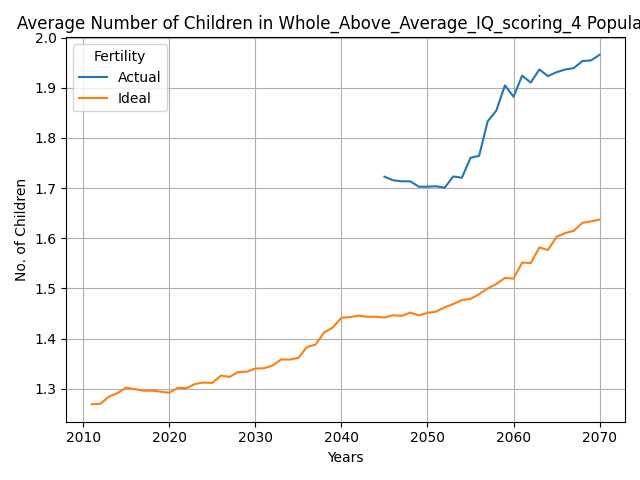 Average Number of Children in Whole_Above_Average_IQ_scoring_4 Popula
Fertility
Actual
Ideal
No. of Children
2.0
1.9
1.8
1.7
1.6
1.5
1.4
1.3
2010 2020 2030 2040 2050 2060 2070
Years